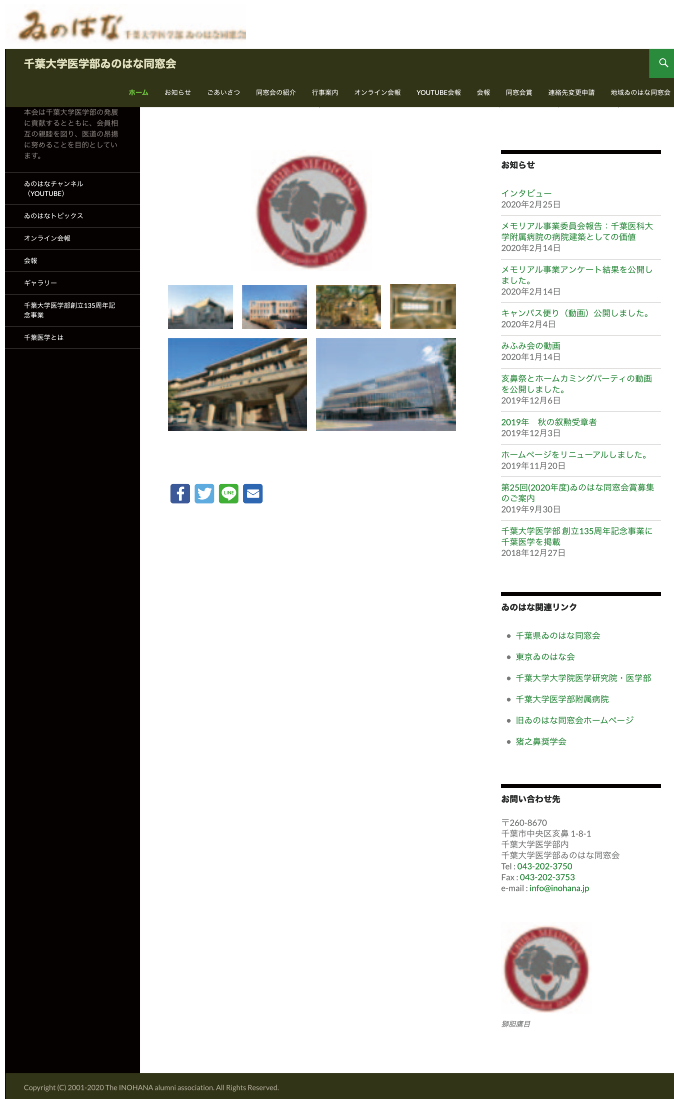 ゐのはな 千葉大学医学部 ゐのはな同窓会
千葉大学医学部ゐのはな同窓会
ホーム お知らせ ごあいさつ 同窓会の紹介 行事案内 オンライン会報 YOUTUBE会報 会報 同窓会賞 連絡先変更申請 地域ゐのはな同窓会
本会は千葉大学医学部の発展
に貢献するとともに、会員相
互の親睦を図り、医道の昂揚
に努めることを目的としてい
ます。
ゐのはなチャンネル
（YOUTUBE）
ゐのはなトピックス
オンライン会報
会報
ギャラリー
千葉大学医学部創立135周年記
念事業
千葉医学とは
CHIBA MEDICINE
Founded 1874
LINE
お知らせ
インタビュー
2020年2月25日
メモリアル事業委員会報告：千葉医科大
学附属病院の病院建築としての価値
2020年2月14日
メモリアル事業アンケート結果を公開し
ました。
2020年2月14日
キャンパス便り（動画）公開しました。
2020年2月4日
みふみ会の動画
2020年1月14日
亥鼻祭とホームカミングパーティの動画
を公開しました。
2019年12月6日
2019年　秋の叙勲受章者
2019年12月3日
ホームページをリニューアルしました。
2019年11月20日
第25回(2020年度)ゐのはな同窓会賞募集
のご案内
2019年9月30日
千葉大学医学部 創立135周年記念事業に
千葉医学を掲載
2018年12月27日
ゐのはな関連リンク
千葉県ゐのはな同窓会
東京ゐのはな会
千葉大学大学院医学研究院・医学部
千葉大学医学部附属病院
旧ゐのはな同窓会ホームページ
猪之鼻奨学会
お問い合わせ先
〒260-8670
千葉市中央区亥鼻 1-8-1
千葉大学医学部内
千葉大学医学部ゐのはな同窓会
Tel : 043-202-3750
Fax : 043-202-3753
e-mail : info@inohana.jp
CHIBA MEDICINE
獅胆鷹目
Copyright (C) 2001-2020 The INOHANA alumni association. All Rights Reserved.